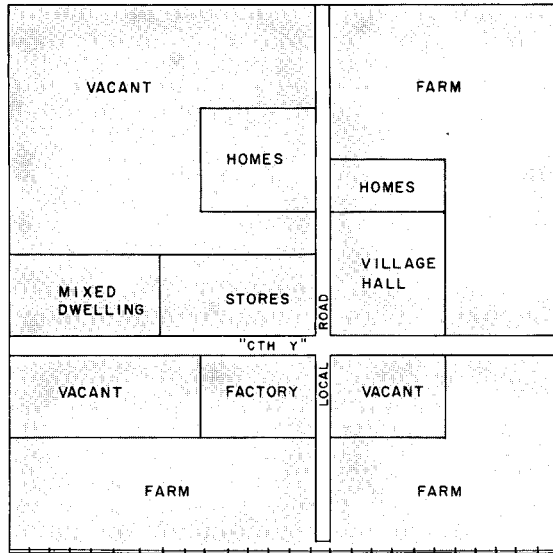 VACANT
FARM
HOMES
HOMES
VILLAGE
HALL
MIXED
DWELLING
STORES
ROAD
"CTH Y"
LOCAL
VACANT
FACTORY
VACANT
FARM
FARM